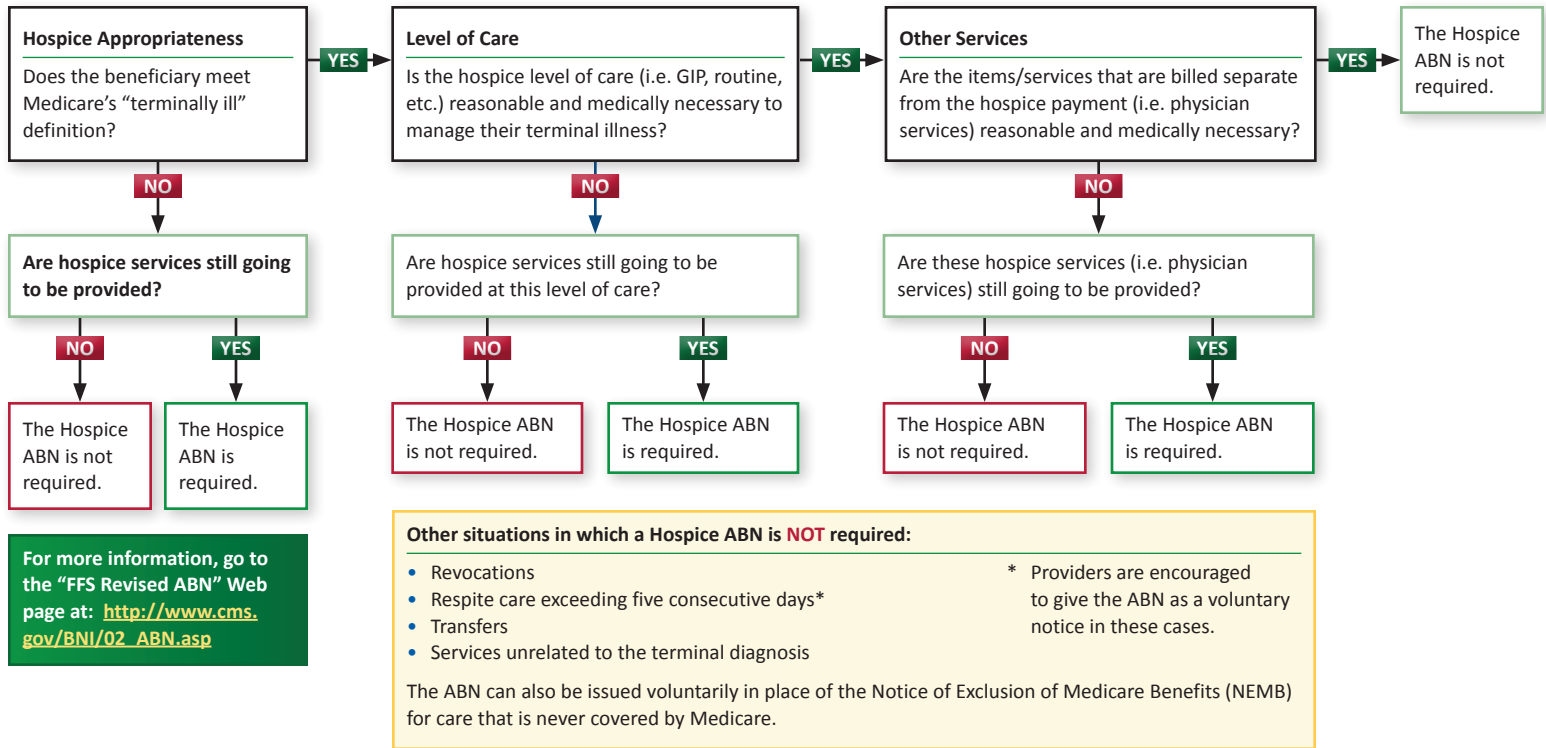 Hospice Appropriateness
Does the beneficiary meet
Medicare's “terminally ill”
definition?
YES
Level of Care
Is the hospice level of care (i.e. GIP, routine,
etc.) reasonable and medically necessary to
manage their terminal illness?
YES
Other Services
Are the items/services that are billed separate
from the hospice payment (i.e. physician
services) reasonable and medically necessary?
YES
The Hospice
ABN is not
required.
NO
NO
NO
Are hospice services still going
to be provided?
Are hospice services still going to be
provided at this level of care?
Are these hospice services (i.e. physician
services) still going to be provided?
NO
YES
NO
YES
NO
YES
The Hospice
ABN is not
required.
The Hospice
ABN is
required.
The Hospice ABN
is not required.
The Hospice ABN
is required.
The Hospice ABN
is not required.
The Hospice ABN
is required.
For more information, go to
the “FFS Revised ABN” Web
page at: http://www.cms.
gov/BNI/02_ABN.asp
Other situations in which a Hospice ABN is NOT required:
• Revocations
• Respite care exceeding five consecutive days*
• Transfers
• Services unrelated to the terminal diagnosis
* Providers are encouraged
to give the ABN as a voluntary
notice in these cases.
The ABN can also be issued voluntarily in place of the Notice of Exclusion of Medicare Benefits (NEMB)
for care that is never covered by Medicare.